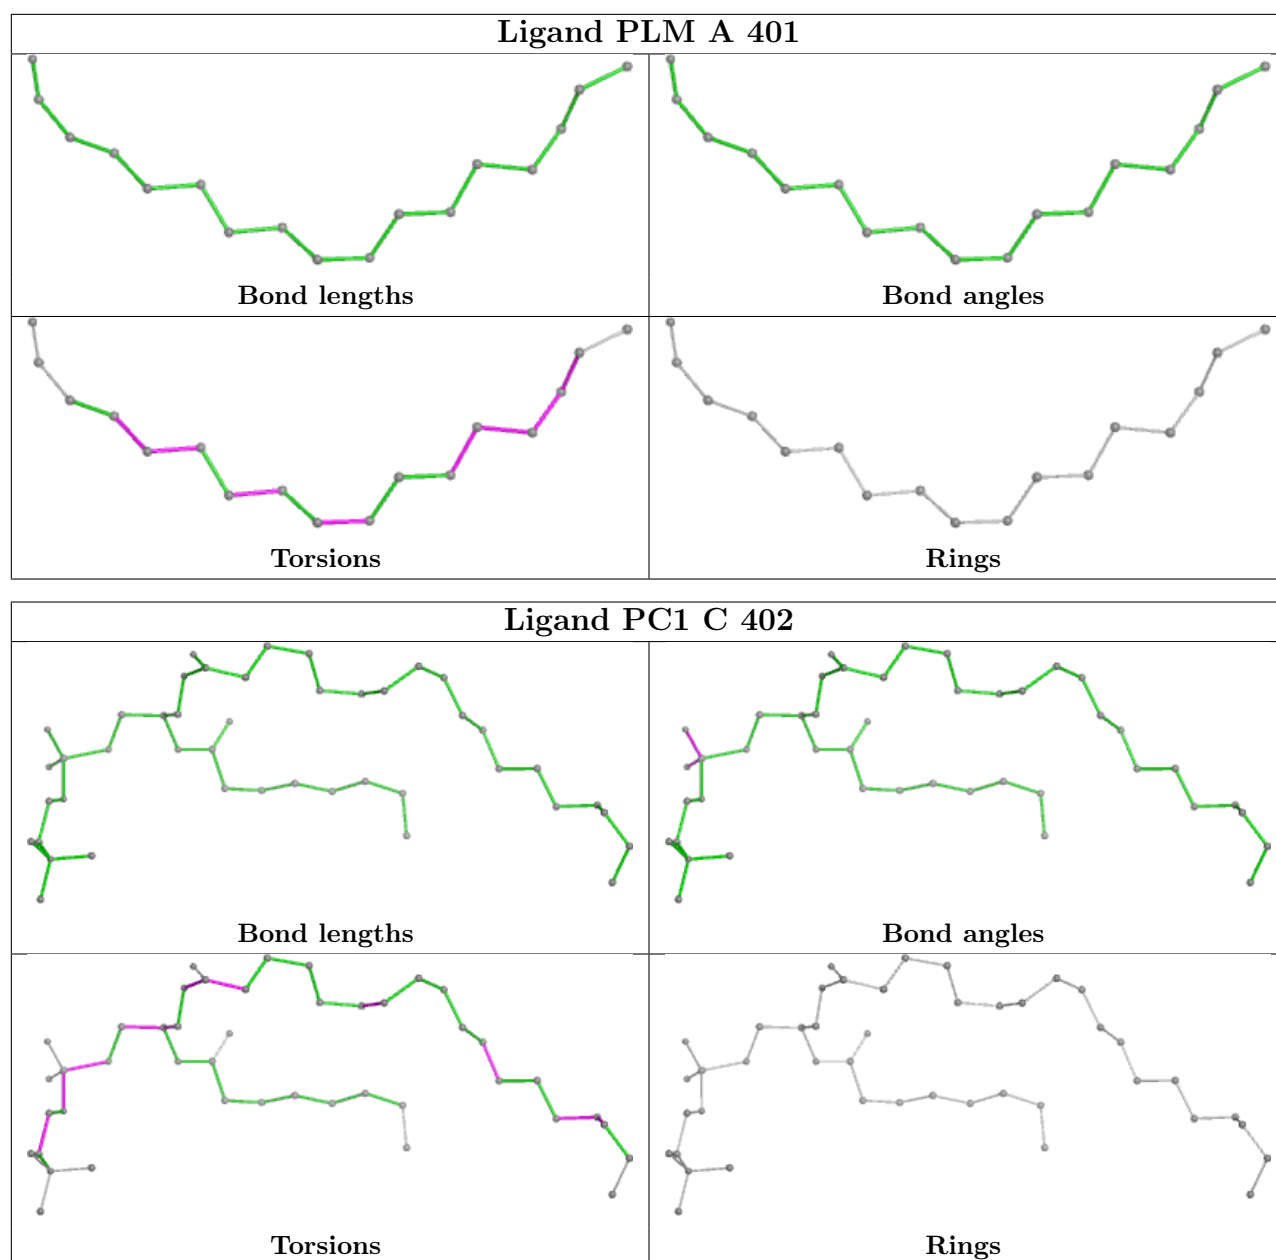 Ligand PLM A 401
Bond lengths
Bond angles
Torsions
Rings
Ligand PC1 C 402
Bond lengths
Bond angles
Torsions
Rings